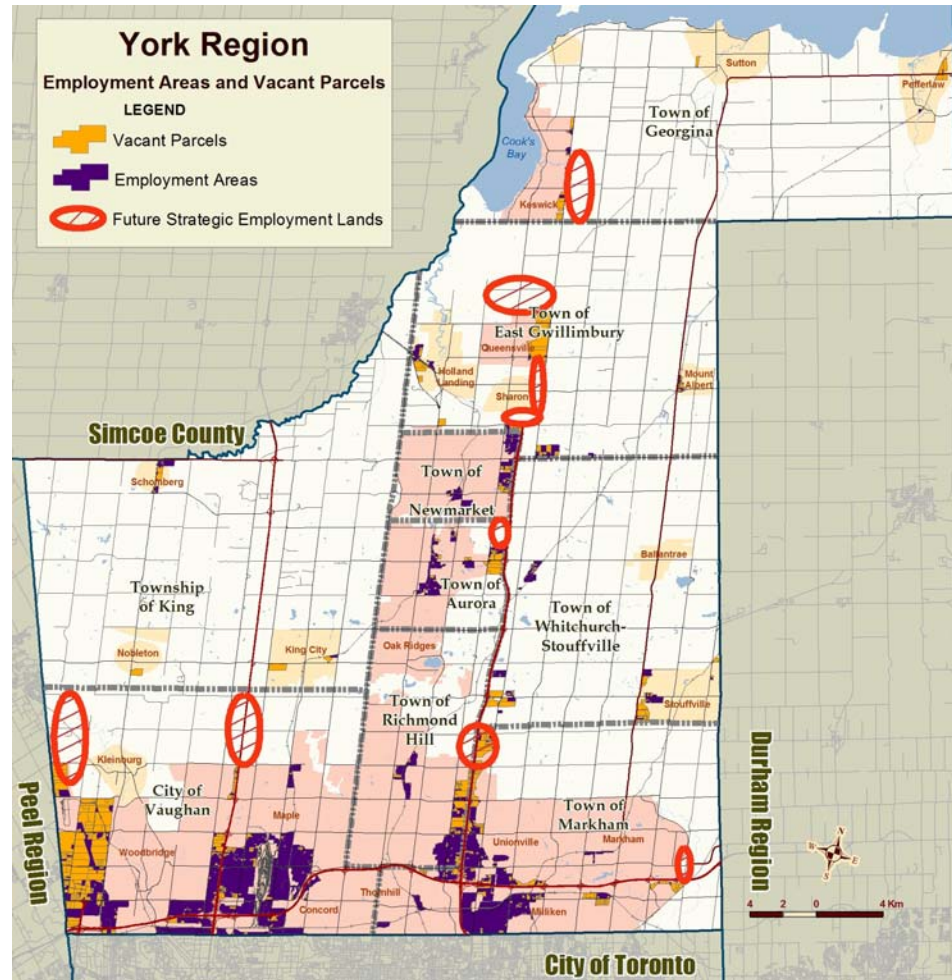 York Region
Employment Areas and Vacant Parcels
LEGEND
Vacant Parcels
Employment Areas
Future Strategic Employment Lands
Sutton
Pefferlaw
Town of
Georgina
Cook's
Bay
Keswick
Town of
East Gwillimbury
Queensville
Holland
Landing
Sharon
Mount
Albert
Simcoe County
Schomberg
Town of
Newmarket
Ballantrae
Township
of King
Town of
Aurora
Town of
Whitchurch-
Stouffville
Nobleton
King City
Oak Ridges
Stouffville
Town of
Richmond
Hill
Kleinburg
City of
Vaughan
Maple
Town of
Markham
Peel Region
Durham Region
Woodbridge
Unionville
Markham
Thornhill
Concord
Milliken
N
W
E
S
4 2 0 4 Km
City of Toronto